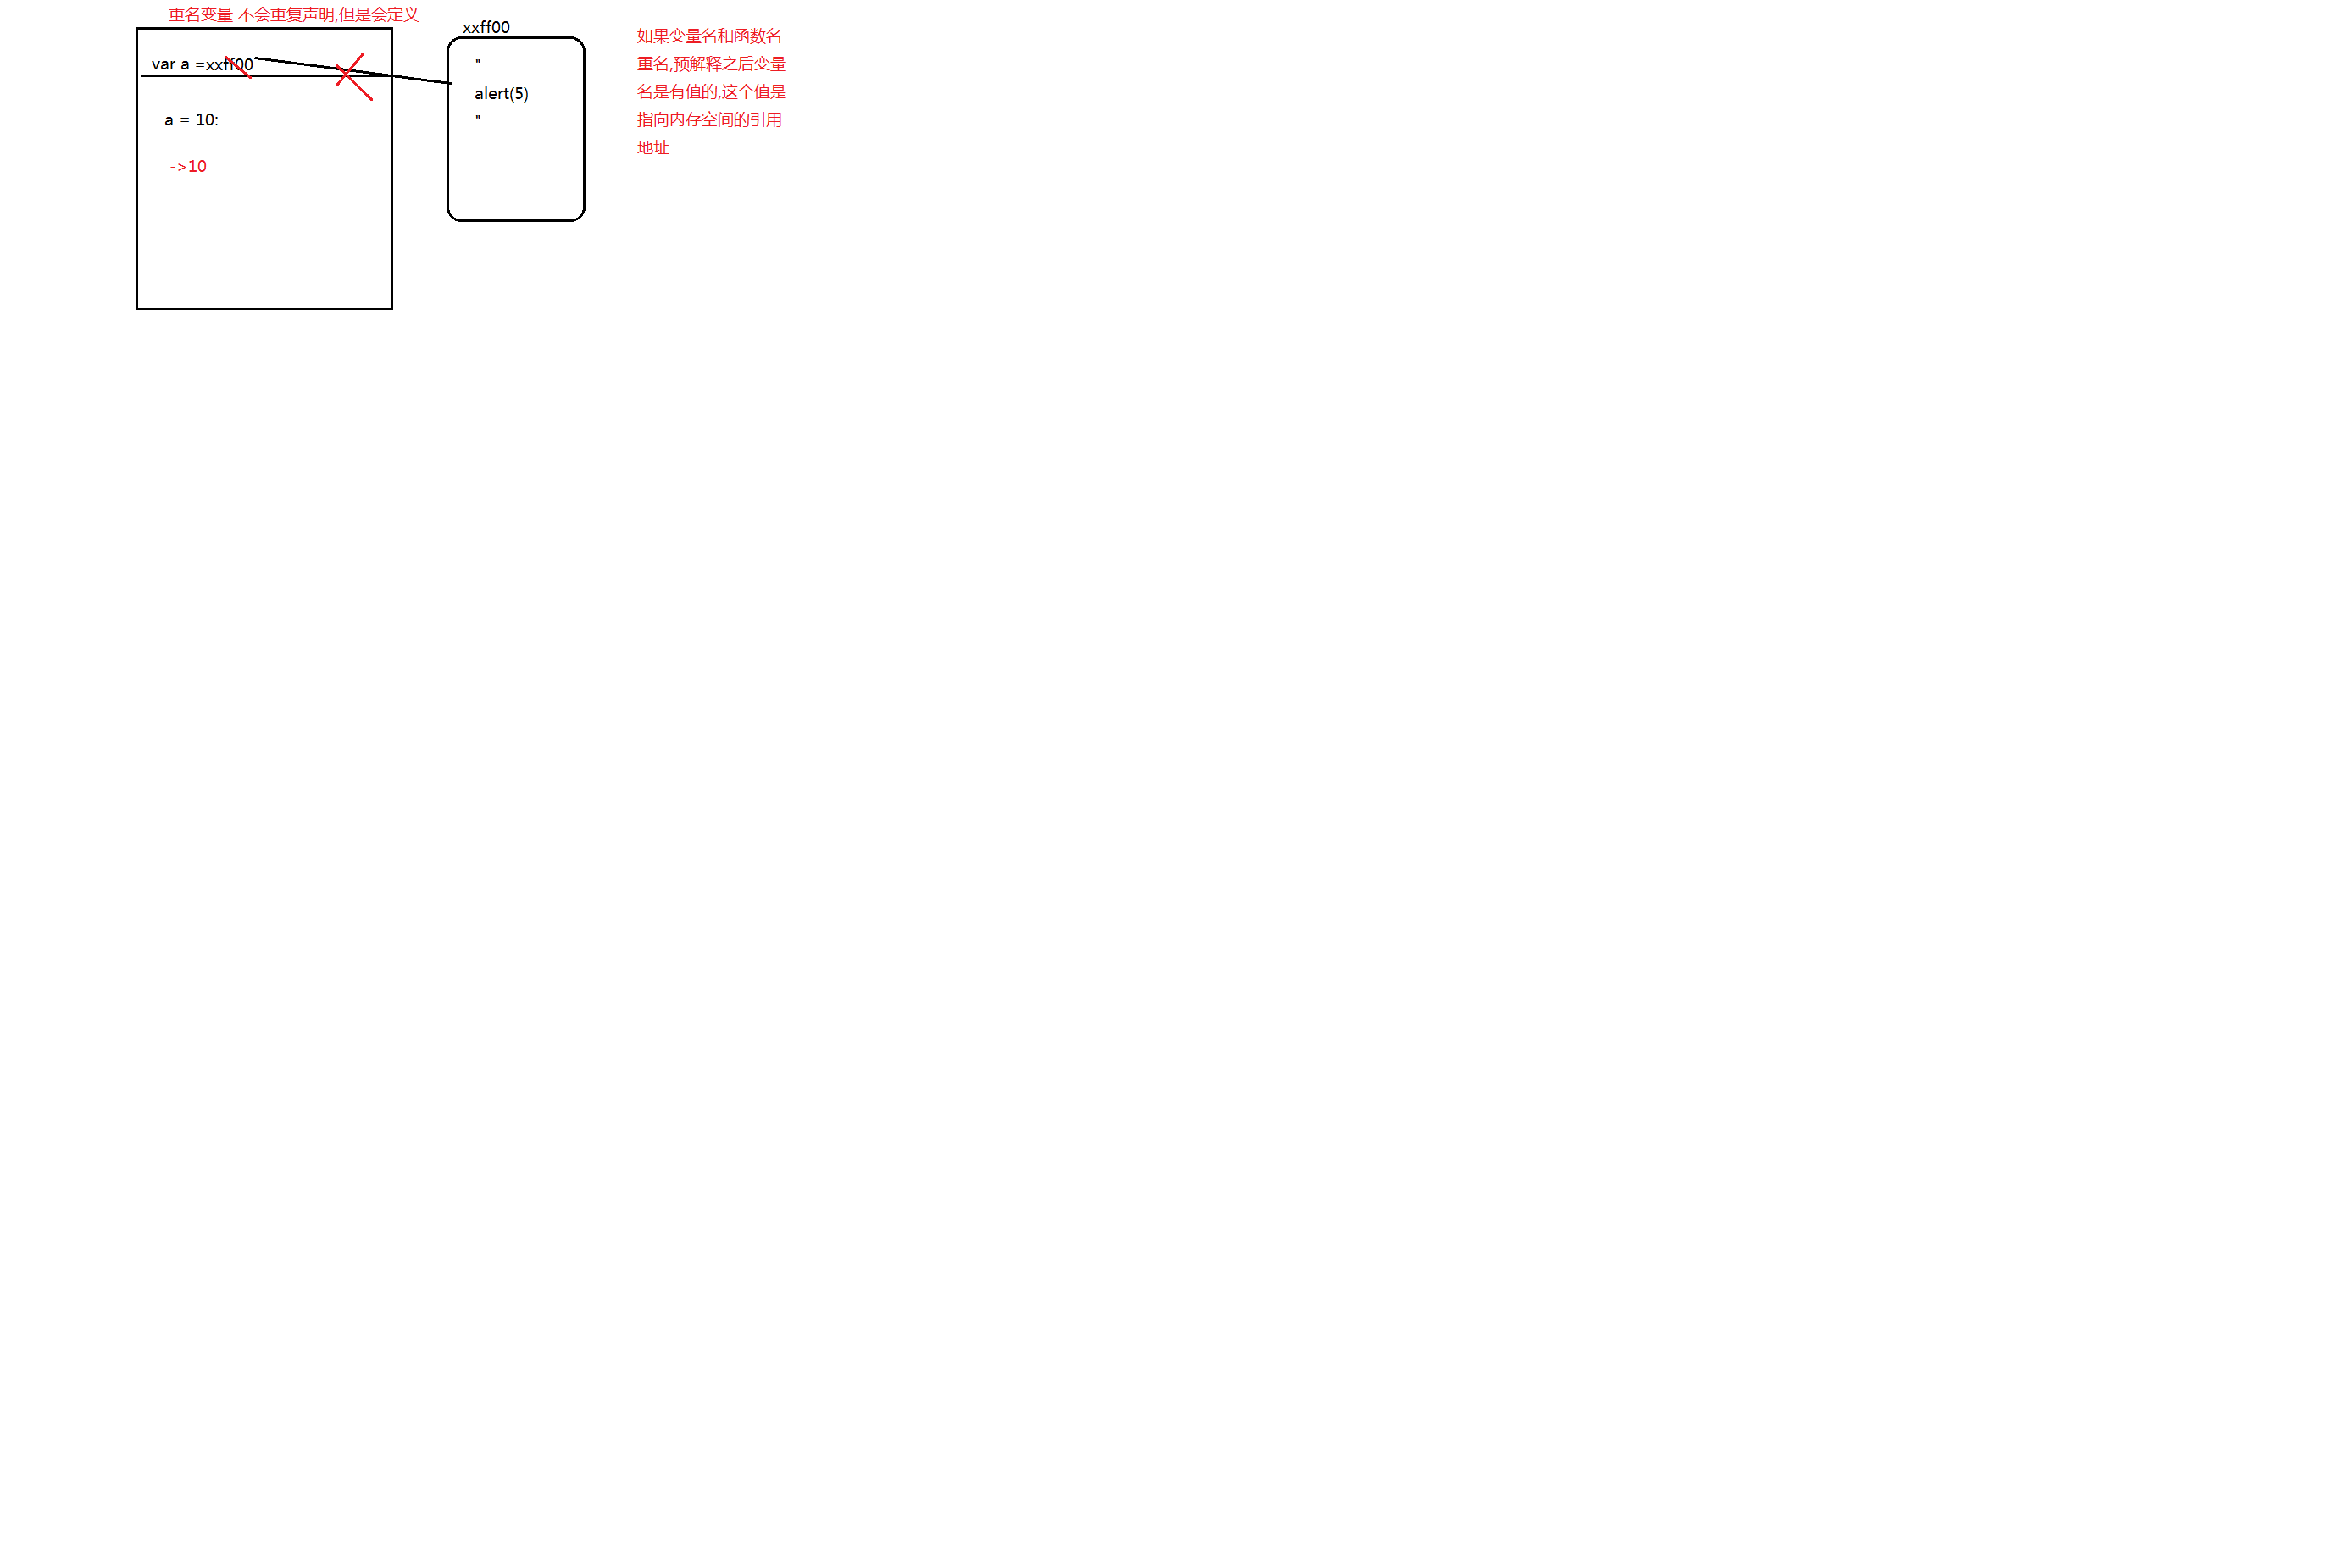 重名变量 不会重复声明,但是会定义
var a =xxff00
a = 10:
->10
xxff00
"
alert(5)
"
如果变量名和函数名
重名,预解释之后变量
名是有值的,这个值是
指向内存空间的引用
地址